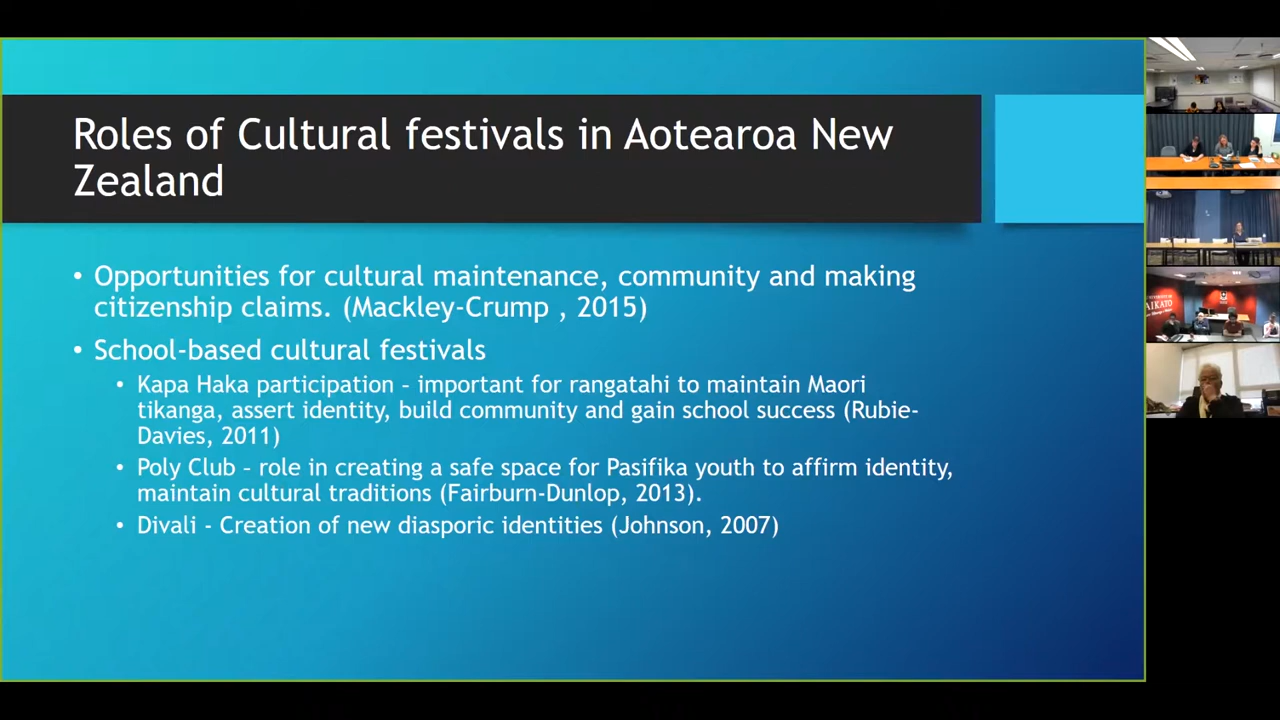 Roles of Cultural festivals in Aotearoa New
Zealand
• Opportunities for cultural maintenance, community and making
citizenship claims. (Mackley-Crump , 2015)
• School-based cultural festivals
• Kapa Haka participation – important for rangatahi to maintain Maori
tikanga, assert identity, build community and gain school success (Rubie-
Davies, 2011)
• Poly Club – role in creating a safe space for Pasifika youth to affirm identity,
maintain cultural traditions (Fairburn-Dunlop, 2013).
• Divali - Creation of new diasporic identities (Johnson, 2007)
AIKATO